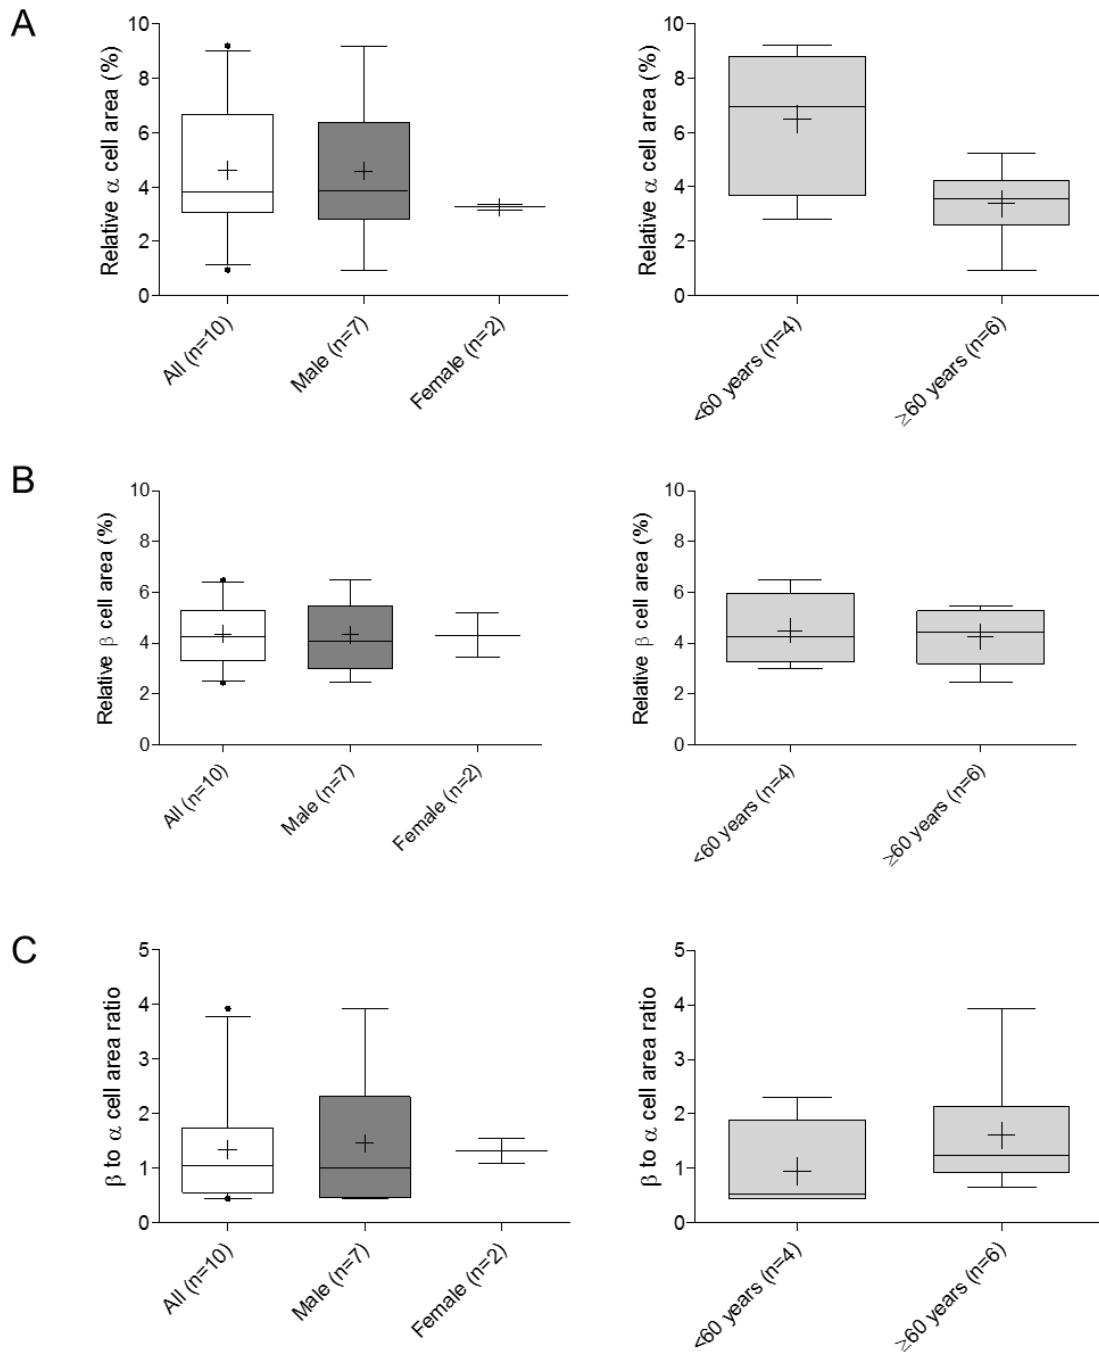 A
Relative α cell area (%)
10
8
6
4
2
0
All (n=10)
Male (n=7)
Female (n=2)
Relative α cell area (%)
10
8
6
4
2
0
<60 years (n=4)
≥60 years (n=6)
B
Relative β cell area (%)
10
8
6
4
2
0
All (n=10)
Male (n=7)
Female (n=2)
Relative β cell area (%)
10
8
6
4
2
0
<60 years (n=4)
≥60 years (n=6)
C
β to α cell area ratio
5
4
3
2
1
0
All (n=10)
Male (n=7)
Female (n=2)
β to α cell area ratio
5
4
3
2
1
0
<60 years (n=4)
≥60 years (n=6)